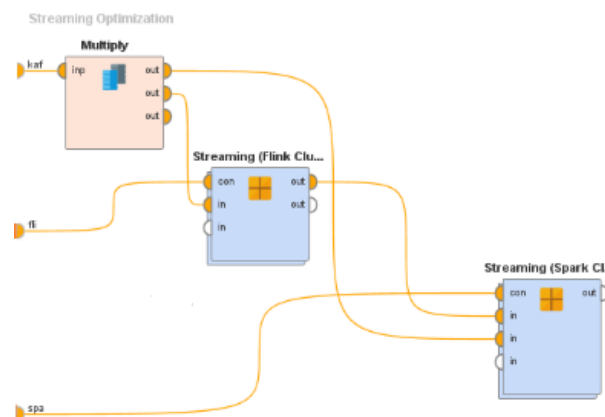 Streaming Optimization
Multiply
kaf
inp
out
out
out
Streaming (Flink Clu...
con
out
in
out
in
fli
Streaming (Spark Cl
con
out
in
in
in
spa